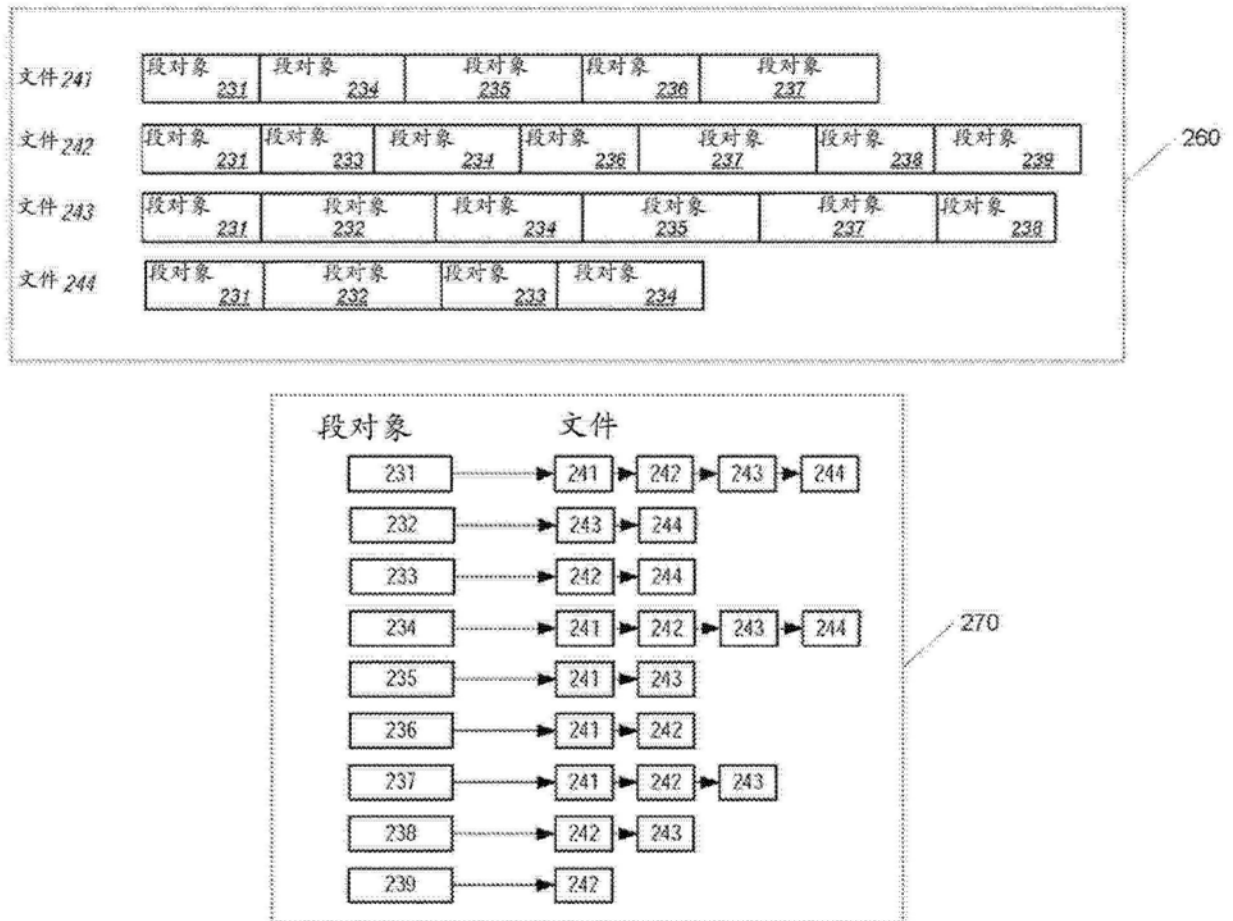 段对象 段对象 段对象 段对象 段对象
文件 241 231 234 235 236 237
段对象 段对象 段对象 段对象 段对象 段对象 段对象
文件 242 231 233 234 236 237 238 239
260
段对象 段对象 段对象 段对象 段对象 段对象
文件 243 231 232 234 235 237 238
段对象 段对象 段对象 段对象
文件 244 231 232 233 234
段对象 文件
231 241 242 243 244
232 243 244
233 242 244
234 241 242 243 244
270
235 241 243
236 241 242
237 241 242 243
238 242 243
239 242